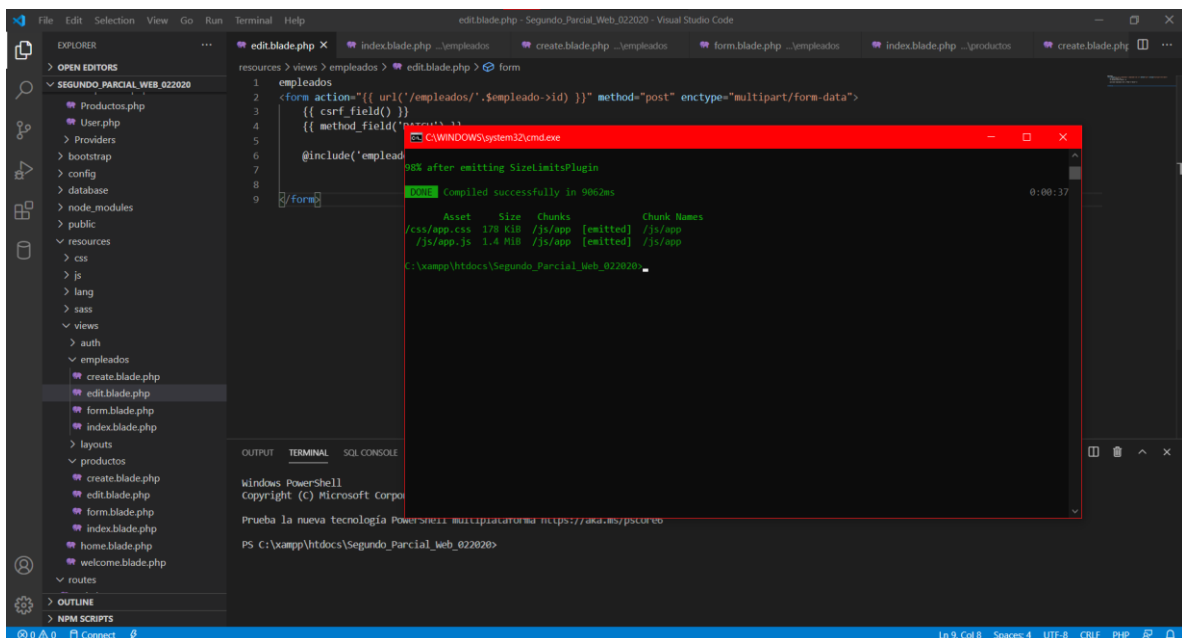 File Edit Selection View Go Run Terminal Help
edit.blade.php - Segundo_Parcial_Web_022020 - Visual Studio Code
EXPLORER
OPEN EDITORS
SEGUNDO_PARCIAL_WEB_022020
Productos.php
User.php
Providers
bootstrap
config
database
node_modules
public
resources
css
js
lang
sass
views
auth
empleados
create.blade.php
edit.blade.php
form.blade.php
index.blade.php
layouts
productos
create.blade.php
edit.blade.php
form.blade.php
index.blade.php
home.blade.php
welcome.blade.php
routes
OUTLINE
NPM SCRIPTS
edit.blade.php index.blade.php ...\empleados create.blade.php ...\empleados form.blade.php ...\empleados index.blade.php ...\productos create.blade.php
resources > views > empleados > edit.blade.php > form
1 empleados
2 <form action="{{ url('/empleados/'.$empleado->id) }}" method="post" enctype="multipart/form-data">
3 {{ csrf_field() }}
4 {{ method_field('PATCH') }}
5
6 @include('emplead
7
8
9 </form>
C:\WINDOWS\system32\cmd.exe
98% after emitting SizeLimitsPlugin
DONE Compiled successfully in 9062ms 0:00:37
Asset Size Chunks Chunk Names
/css/app.css 178 KiB /js/app [emitted] /js/app
/js/app.js 1.4 MiB /js/app [emitted] /js/app
C:\xampp\htdocs\Segundo_Parcial_Web_022020>
OUTPUT TERMINAL SQL CONSOLE
Windows PowerShell
Copyright (C) Microsoft Corpo
Prueba la nueva tecnología PowerShell multiplataforma https://aka.ms/pscore6
PS C:\xampp\htdocs\Segundo_Parcial_Web_022020>
0 0 Connect
Ln 9, Col 8 Spaces: 4 UTF-8 CRLF PHP